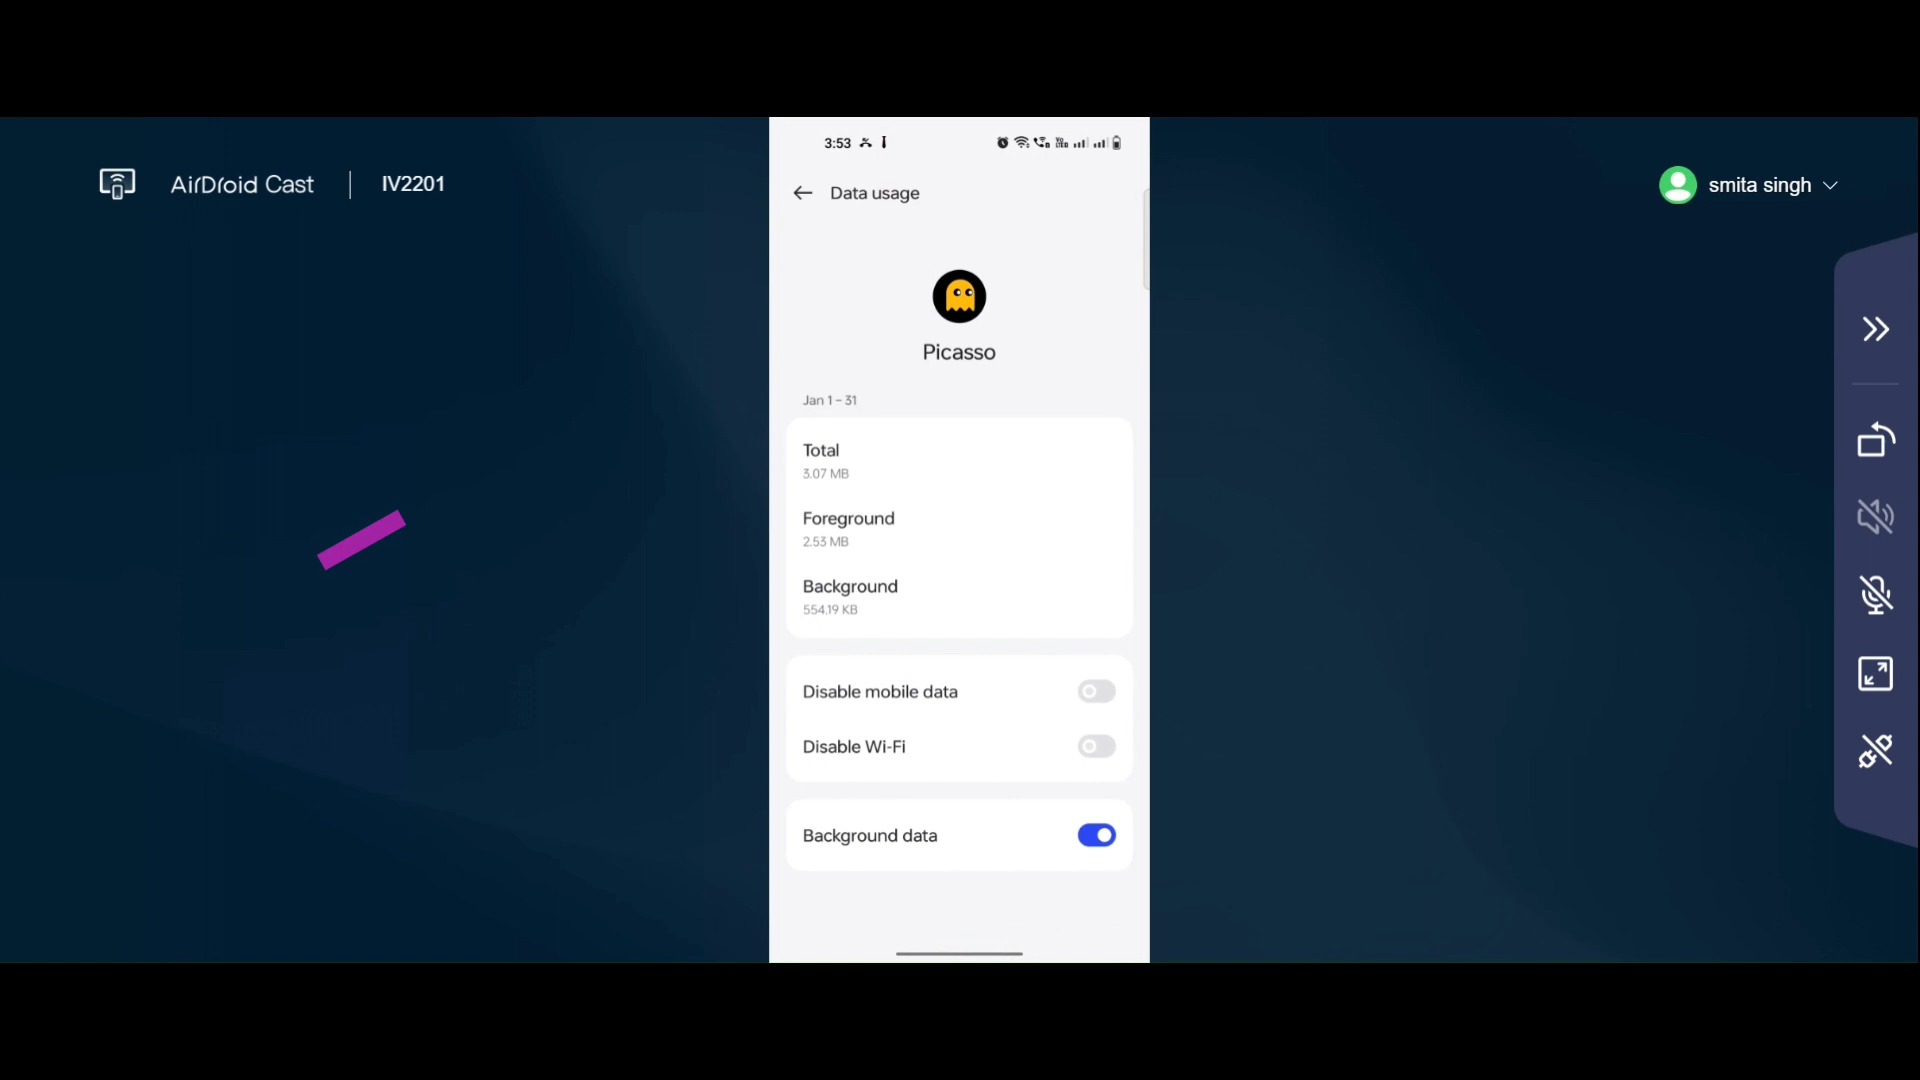 3:53
AirDroid Cast | IV2201
smita singh
Data usage
Picasso
Jan 1 – 31
Total
3.07 MB
Foreground
2.53 MB
Background
554.19 KB
Disable mobile data
Disable Wi-Fi
Background data